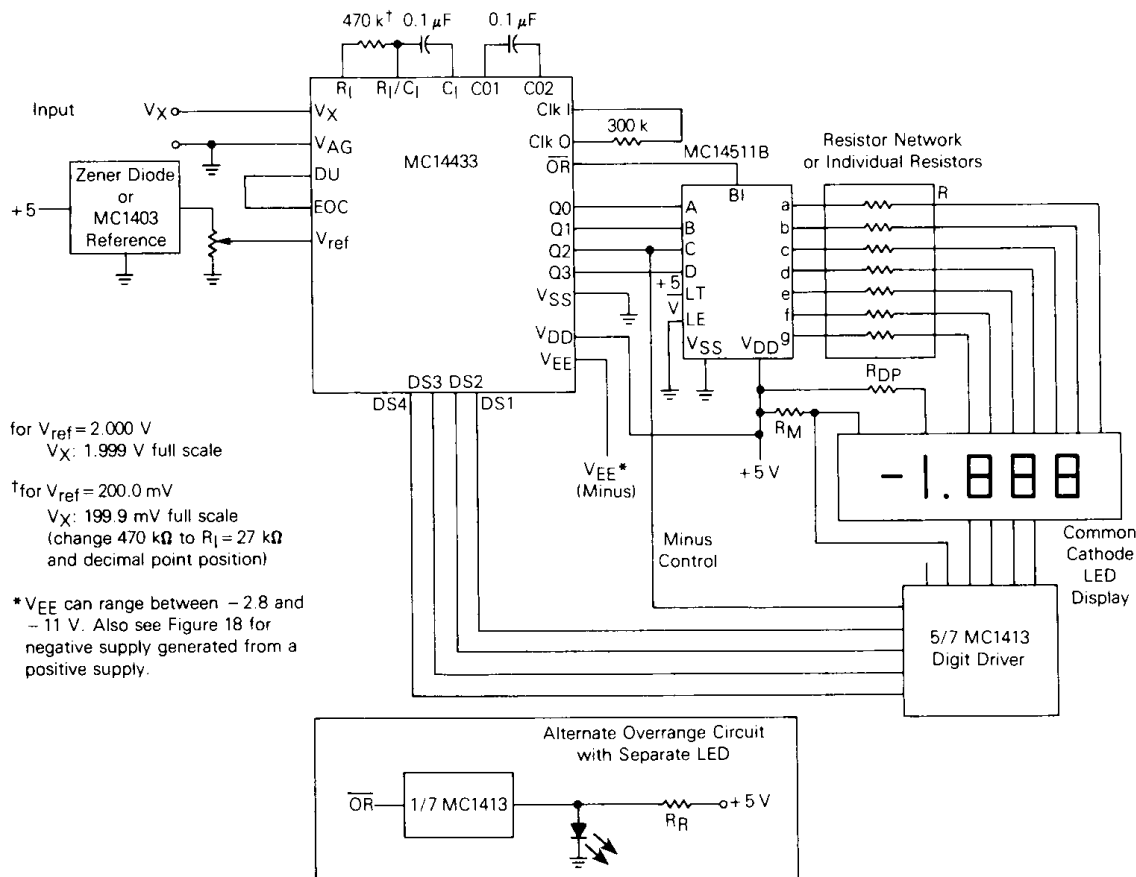 470 k†
0.1 µF
0.1 µF
RI
RI/CI
CI
C01
C02
Input
VX
VX
VAG
DU
EOC
Vref
MC14433
Clk I
Clk O
300 k
OR
Q0
Q1
Q2
Q3
VSS
VDD
VEE
DS4
DS3
DS2
DS1
Zener Diode
or
MC1403
Reference
+5
MC14511B
BI
A
B
C
D
+5
V
LT
LE
VSS
VDD
a
b
c
d
e
f
g
Resistor Network
or Individual Resistors
R
RDP
RM
+5 V
VEE*
(Minus)
Minus
Control
-1.888
Common
Cathode
LED
Display
5/7 MC1413
Digit Driver
for Vref = 2.000 V
VX: 1.999 V full scale
†for Vref = 200.0 mV
VX: 199.9 mV full scale
(change 470 kΩ to RI = 27 kΩ
and decimal point position)
*VEE can range between −2.8 and
−11 V. Also see Figure 18 for
negative supply generated from a
positive supply.
Alternate Overrange Circuit
with Separate LED
OR
1/7 MC1413
RR
+5 V